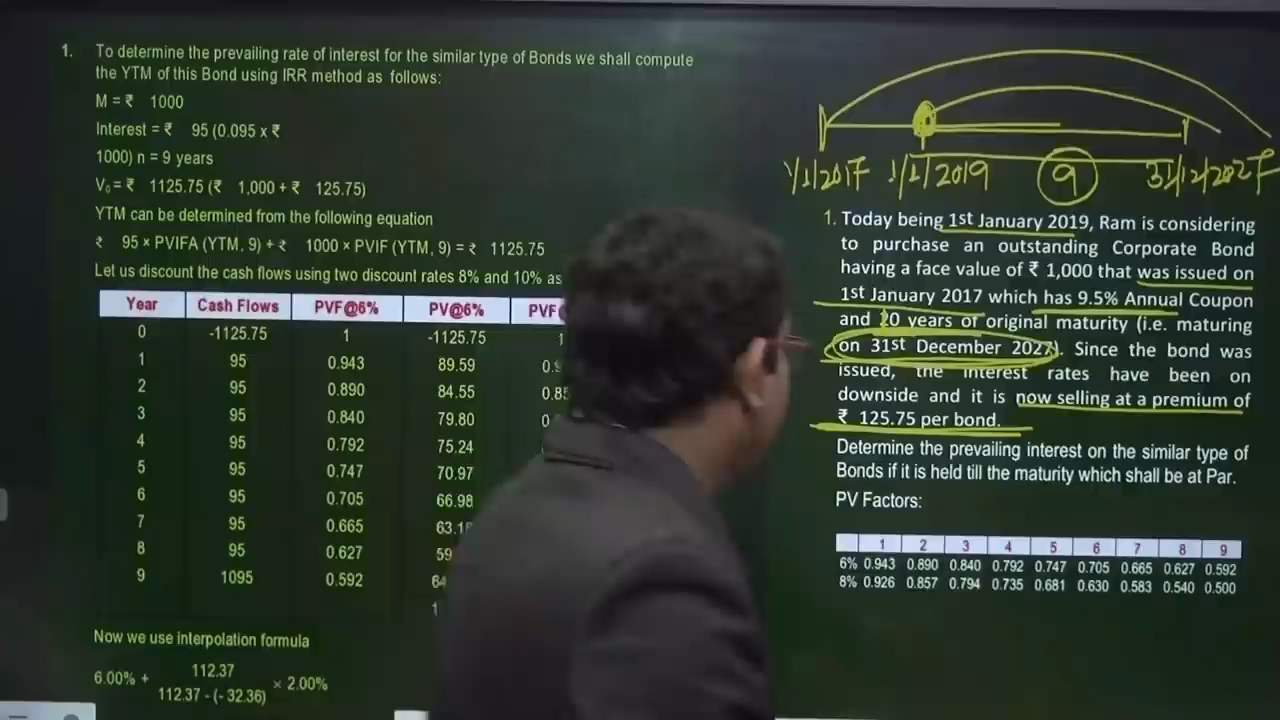 1. To determine the prevailing rate of interest for the similar type of Bonds we shall compute
the YTM of this Bond using IRR method as follows:
M = ₹ 1000
Interest = ₹ 95 (0.095 x ₹
1000) n = 9 years
V₀ = ₹ 1125.75 (₹ 1,000 + ₹ 125.75)
YTM can be determined from the following equation
₹ 95 × PVIFA (YTM, 9) + ₹ 1000 × PVIF (YTM, 9) = ₹ 1125.75
Let us discount the cash flows using two discount rates 8% and 10% as
Year Cash Flows PVF@6% PV@6% PVF
0 -1125.75 1 -1125.75 1
1 95 0.943 89.59
2 95 0.890 84.55 0.85
3 95 0.840 79.80
4 95 0.792 75.24
5 95 0.747 70.97
6 95 0.705 66.98
7 95 0.665
8 95 0.627
9 1095 0.592
Now we use interpolation formula
6.00% + 112.37 / 112.37 - (- 32.36) × 2.00%
1/1/2017 1/1/2019 9 31/12/2027
1. Today being 1st January 2019, Ram is considering
to purchase an outstanding Corporate Bond
having a face value of ₹ 1,000 that was issued on
1st January 2017 which has 9.5% Annual Coupon
and 20 years of original maturity (i.e. maturing
on 31st December 2027). Since the bond was
issued, the interest rates have been on
downside and it is now selling at a premium of
₹ 125.75 per bond.
Determine the prevailing interest on the similar type of
Bonds if it is held till the maturity which shall be at Par.
PV Factors:
1 2 3 4 5 6 7 8 9
6% 0.943 0.890 0.840 0.792 0.747 0.705 0.665 0.627 0.592
8% 0.926 0.857 0.794 0.735 0.681 0.630 0.583 0.540 0.500